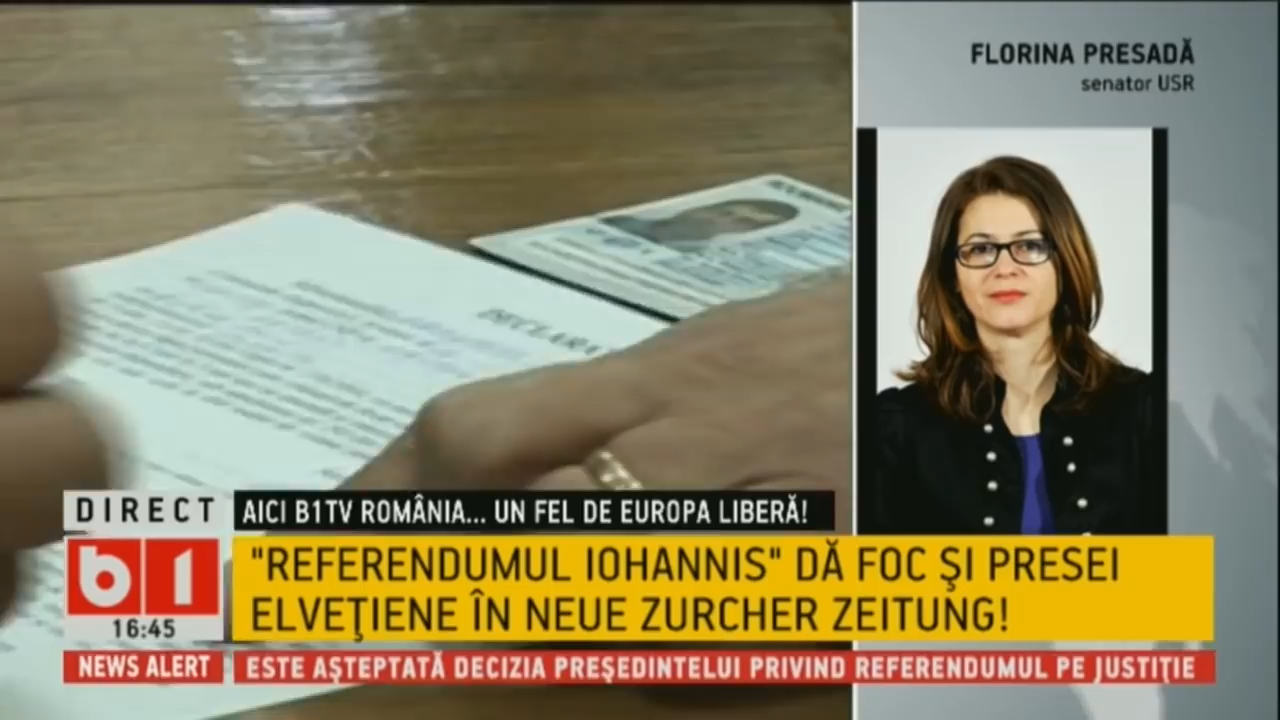 FLORINA PRESADĂ
senator USR
DECLARA
DIRECT
AICI B1TV ROMÂNIA... UN FEL DE EUROPA LIBERĂ!
b1
"REFERENDUMUL IOHANNIS" DĂ FOC ŞI PRESEI
ELVEŢIENE ÎN NEUE ZURCHER ZEITUNG!
16:45
NEWS ALERT
ESTE AŞTEPTATĂ DECIZIA PREŞEDINTELUI PRIVIND REFERENDUMUL PE JUSTIŢIE